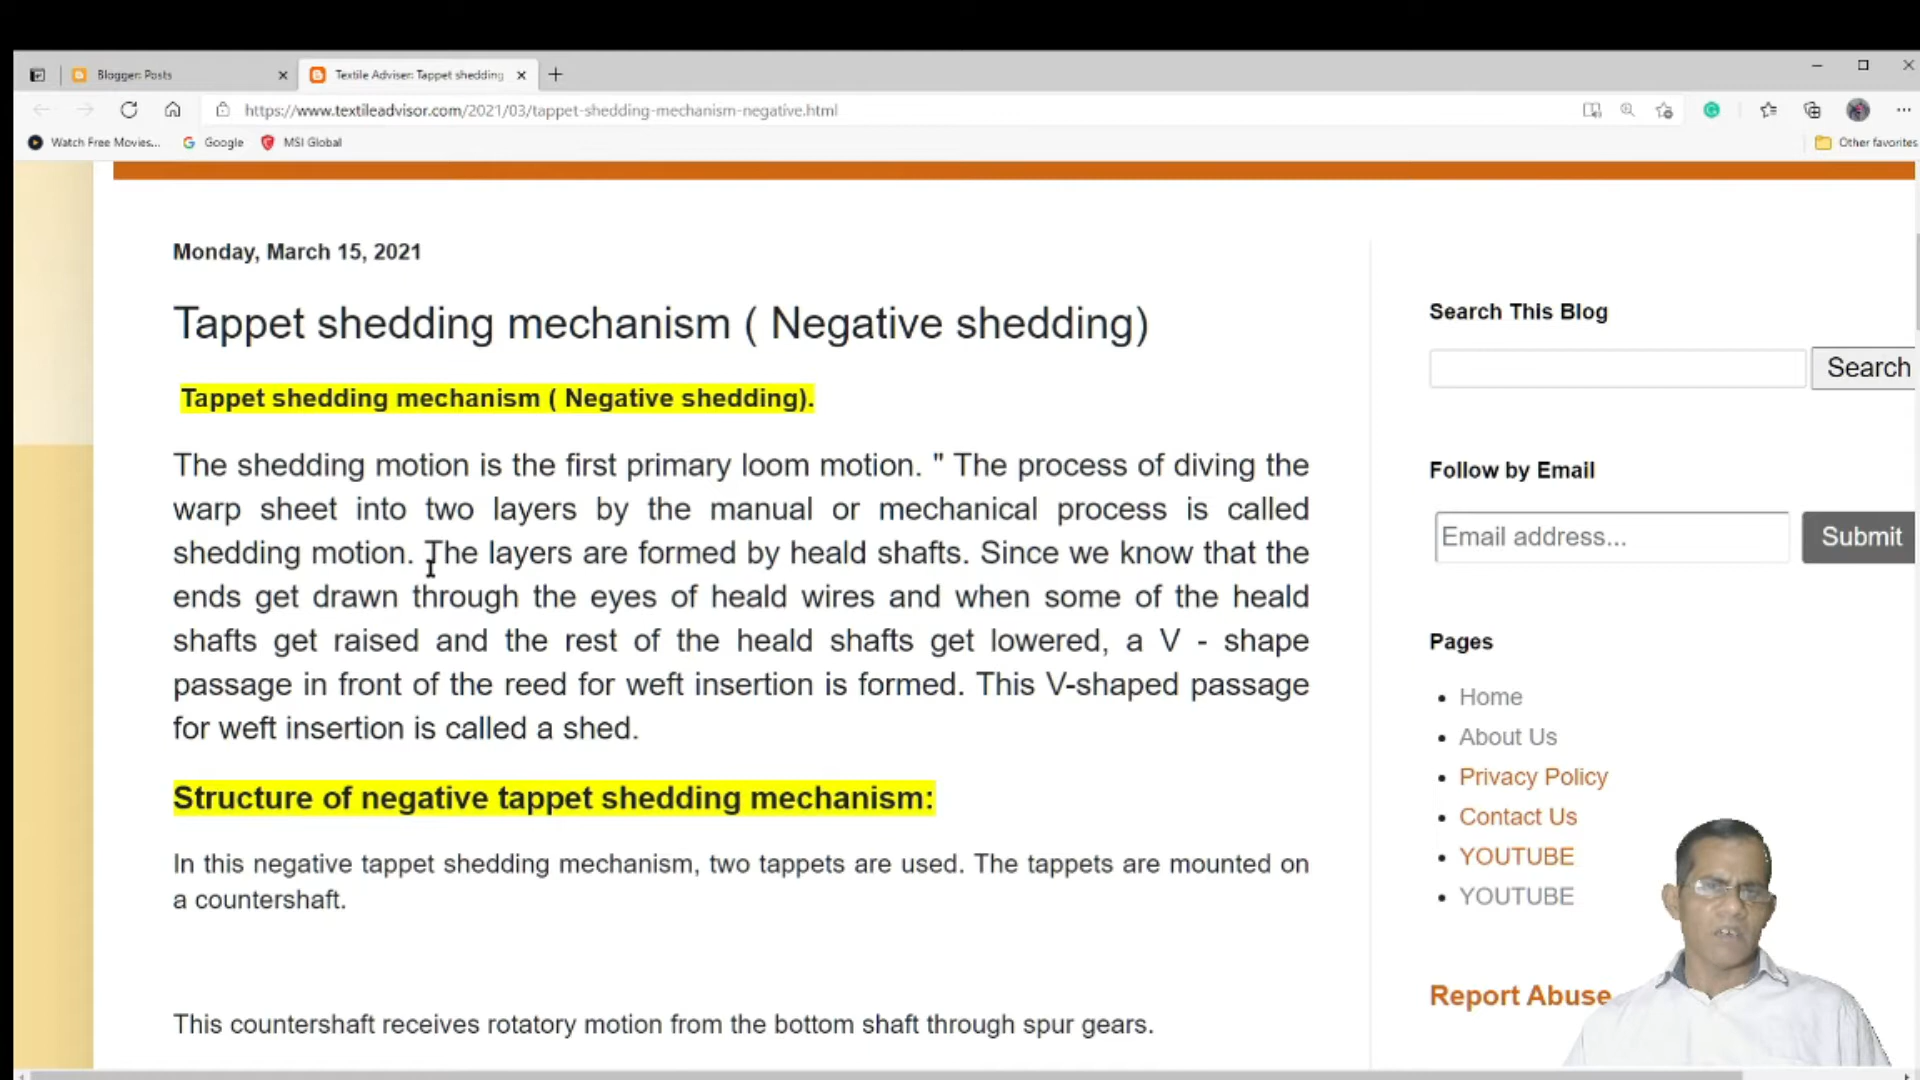 Blogger: Posts
Textile Adviser: Tappet shedding
https://www.textileadvisor.com/2021/03/tappet-shedding-mechanism-negative.html
Watch Free Movies...
Google
MSI Global
Other favorites
Monday, March 15, 2021
Tappet shedding mechanism ( Negative shedding)
Tappet shedding mechanism ( Negative shedding).
The shedding motion is the first primary loom motion. " The process of diving the
warp sheet into two layers by the manual or mechanical process is called
shedding motion. The layers are formed by heald shafts. Since we know that the
ends get drawn through the eyes of heald wires and when some of the heald
shafts get raised and the rest of the heald shafts get lowered, a V - shape
passage in front of the reed for weft insertion is formed. This V-shaped passage
for weft insertion is called a shed.
Structure of negative tappet shedding mechanism:
In this negative tappet shedding mechanism, two tappets are used. The tappets are mounted on
a countershaft.
This countershaft receives rotatory motion from the bottom shaft through spur gears.
Search This Blog
Search
Follow by Email
Email address...
Submit
Pages
Home
About Us
Privacy Policy
Contact Us
YOUTUBE
YOUTUBE
Report Abuse